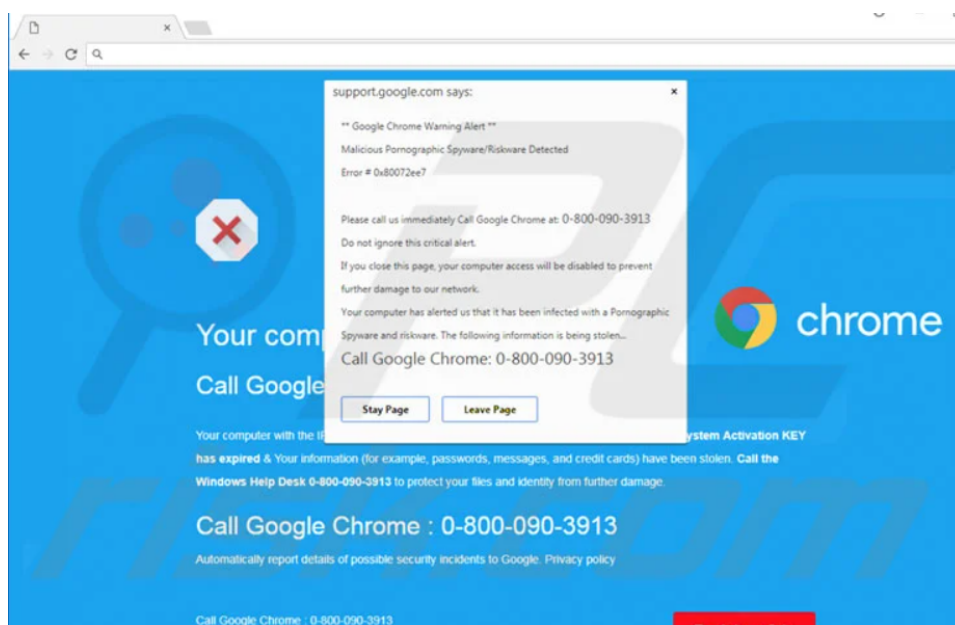 support.google.com says:
** Google Chrome Warning Alert **
Malicious Pornographic Spyware/Riskware Detected
Error # 0x80072ee7
Please call us immediately Call Google Chrome at: 0-800-090-3913
Do not ignore this critical alert.
If you close this page, your computer access will be disabled to prevent
further damage to our network.
Your computer has alerted us that it has been infected with a Pornographic
Spyware and riskware. The following information is being stolen...
Call Google Chrome: 0-800-090-3913
Stay Page Leave Page
chrome
Your
Call Google
Your computer with the
ystem Activation KEY
has expired & Your information (for example, passwords, messages, and credit cards) have been stolen. Call the
Windows Help Desk 0-800-090-3913 to protect your files and identity from further damage.
Call Google Chrome : 0-800-090-3913
Automatically report details of possible security incidents to Google. Privacy policy
Call Google Chrome : 0-800-090-3913
PC
risk.com